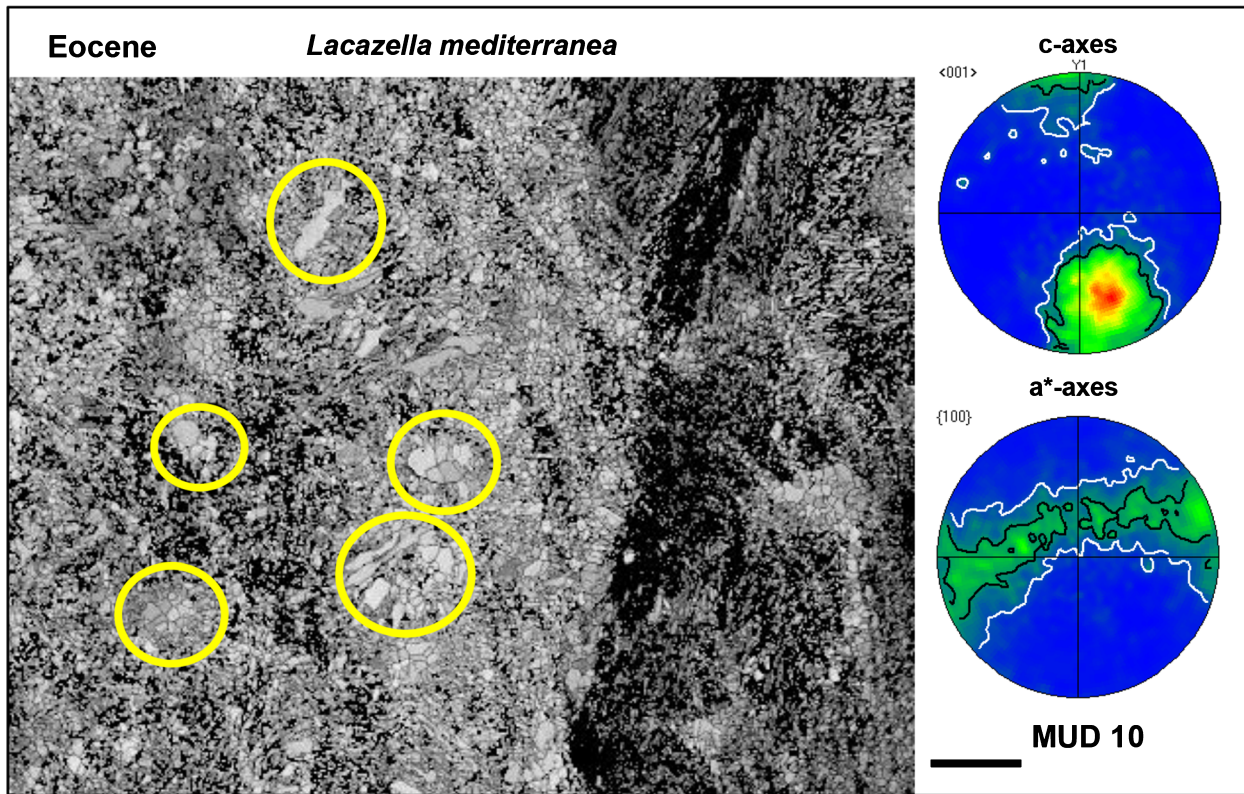 Eocene
Lacazella mediterranea
c-axes
<001>
Y1
a*-axes
{100}
MUD 10